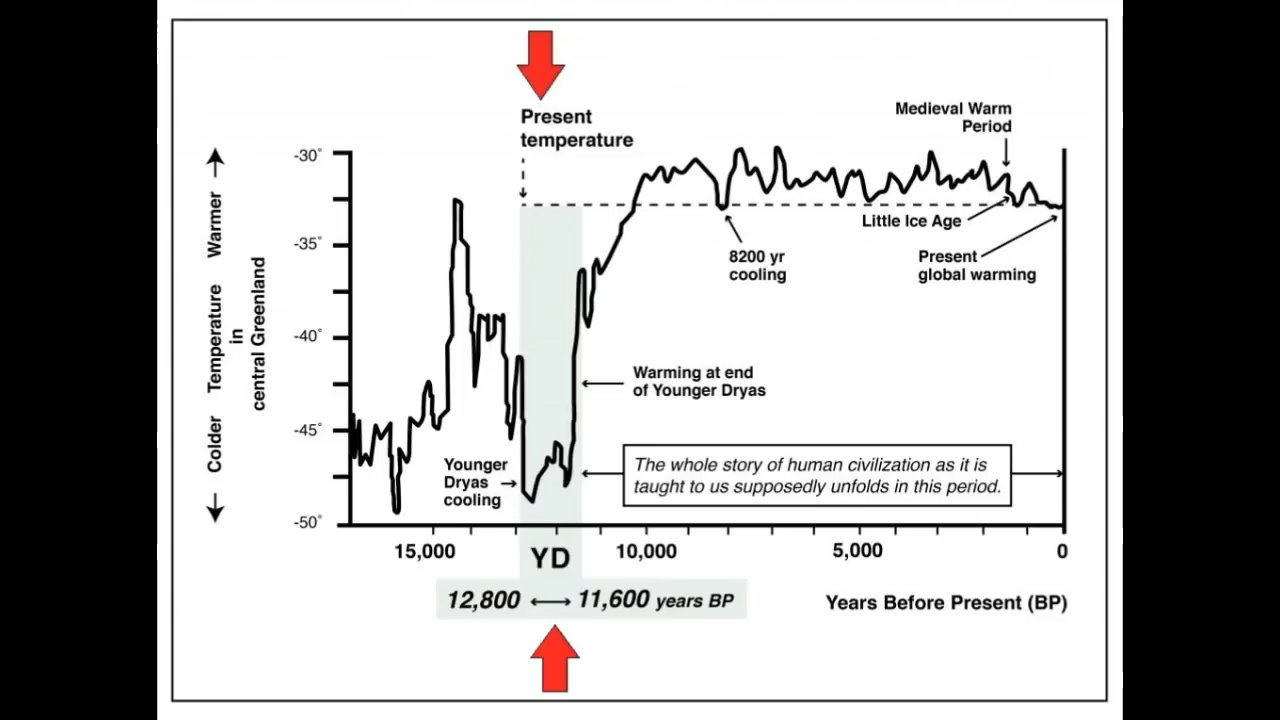 Present
temperature
Medieval Warm
Period
-30°
-35°
-40°
-45°
-50°
Colder Temperature Warmer
in
central Greenland
Little Ice Age
8200 yr
cooling
Present
global warming
Warming at end
of Younger Dryas
Younger
Dryas
cooling
The whole story of human civilization as it is
taught to us supposedly unfolds in this period.
15,000
YD
10,000
5,000
0
12,800 ↔ 11,600 years BP
Years Before Present (BP)